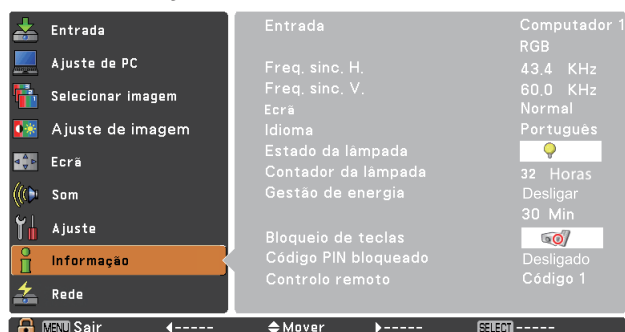 Entrada
Ajuste de PC
Selecionar imagem
Ajuste de imagem
Ecrã
Som
Ajuste
Informação
Rede
Entrada Computador 1
RGB
Freq. sinc. H. 43.4 KHz
Freq. sinc. V. 60.0 KHz
Ecrã Normal
Idioma Português
Estado da lâmpada
Contador da lâmpada 32 Horas
Gestão de energia Desligar
30 Min
Bloqueio de teclas
Código PIN bloqueado Desligado
Controlo remoto Código 1
MENU Sair ----- Mover ----- SELECT -----